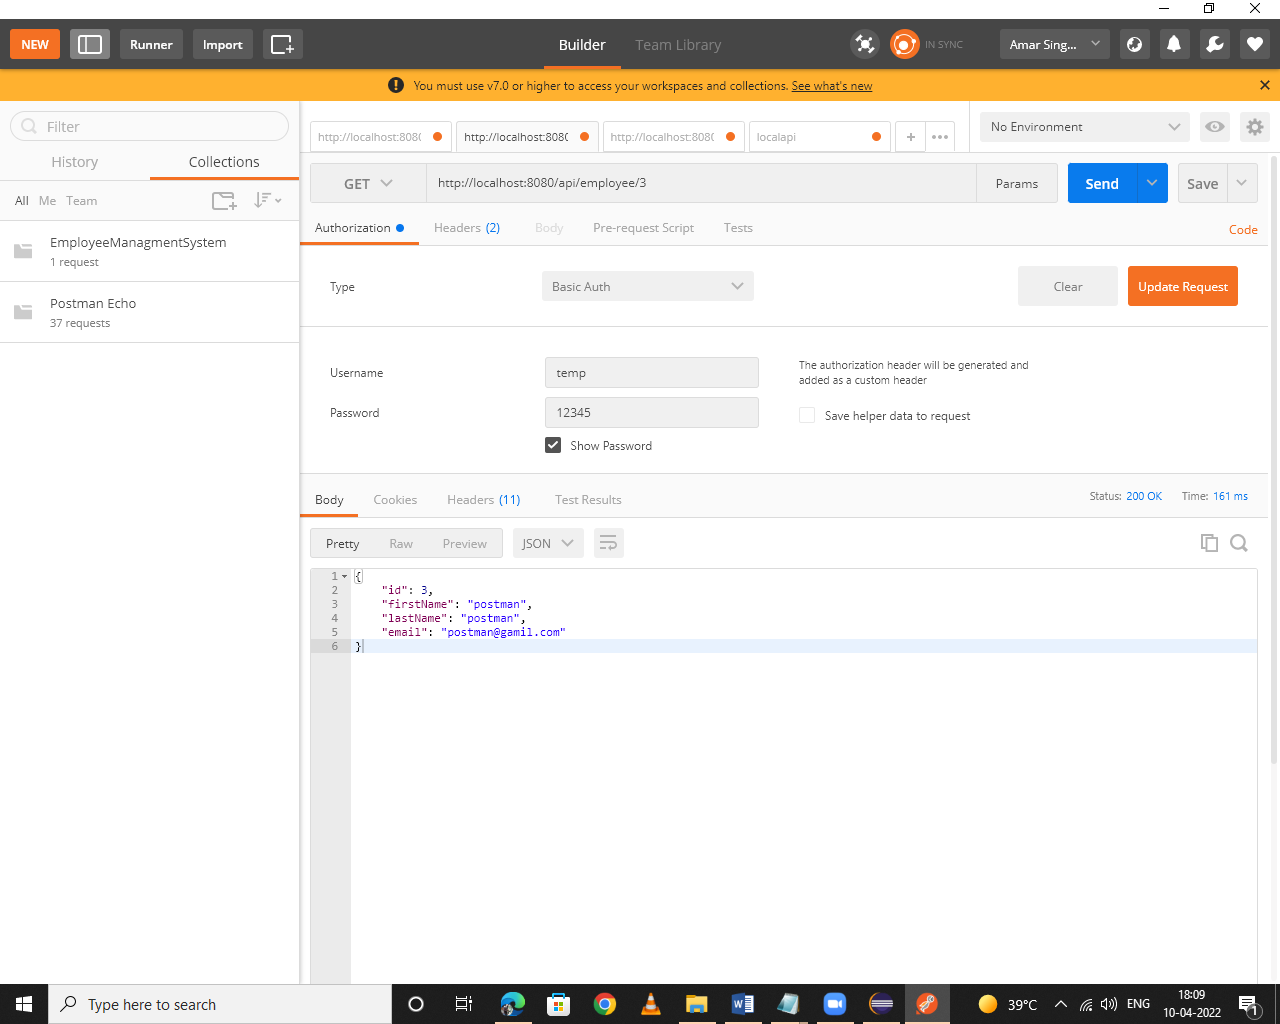 NEW
Runner
Import
Builder
Team Library
IN SYNC
Amar Sing...
You must use v7.0 or higher to access your workspaces and collections. See what's new
Filter
History
Collections
All Me Team
EmployeeManagmentSystem
1 request
Postman Echo
37 requests
http://localhost:808(
http://localhost:808(
http://localhost:808(
localapi
+
No Environment
GET
http://localhost:8080/api/employee/3
Params
Send
Save
Authorization
Headers (2)
Body
Pre-request Script
Tests
Code
Type
Basic Auth
Clear
Update Request
Username
temp
The authorization header will be generated and
added as a custom header
Password
12345
Save helper data to request
Show Password
Body
Cookies
Headers (11)
Test Results
Status: 200 OK
Time: 161 ms
Pretty
Raw
Preview
JSON
1 {
2 "id": 3,
3 "firstName": "postman",
4 "lastName": "postman",
5 "email": "postman@gamil.com"
6 }
Type here to search
39°C
ENG
18:09
10-04-2022
1